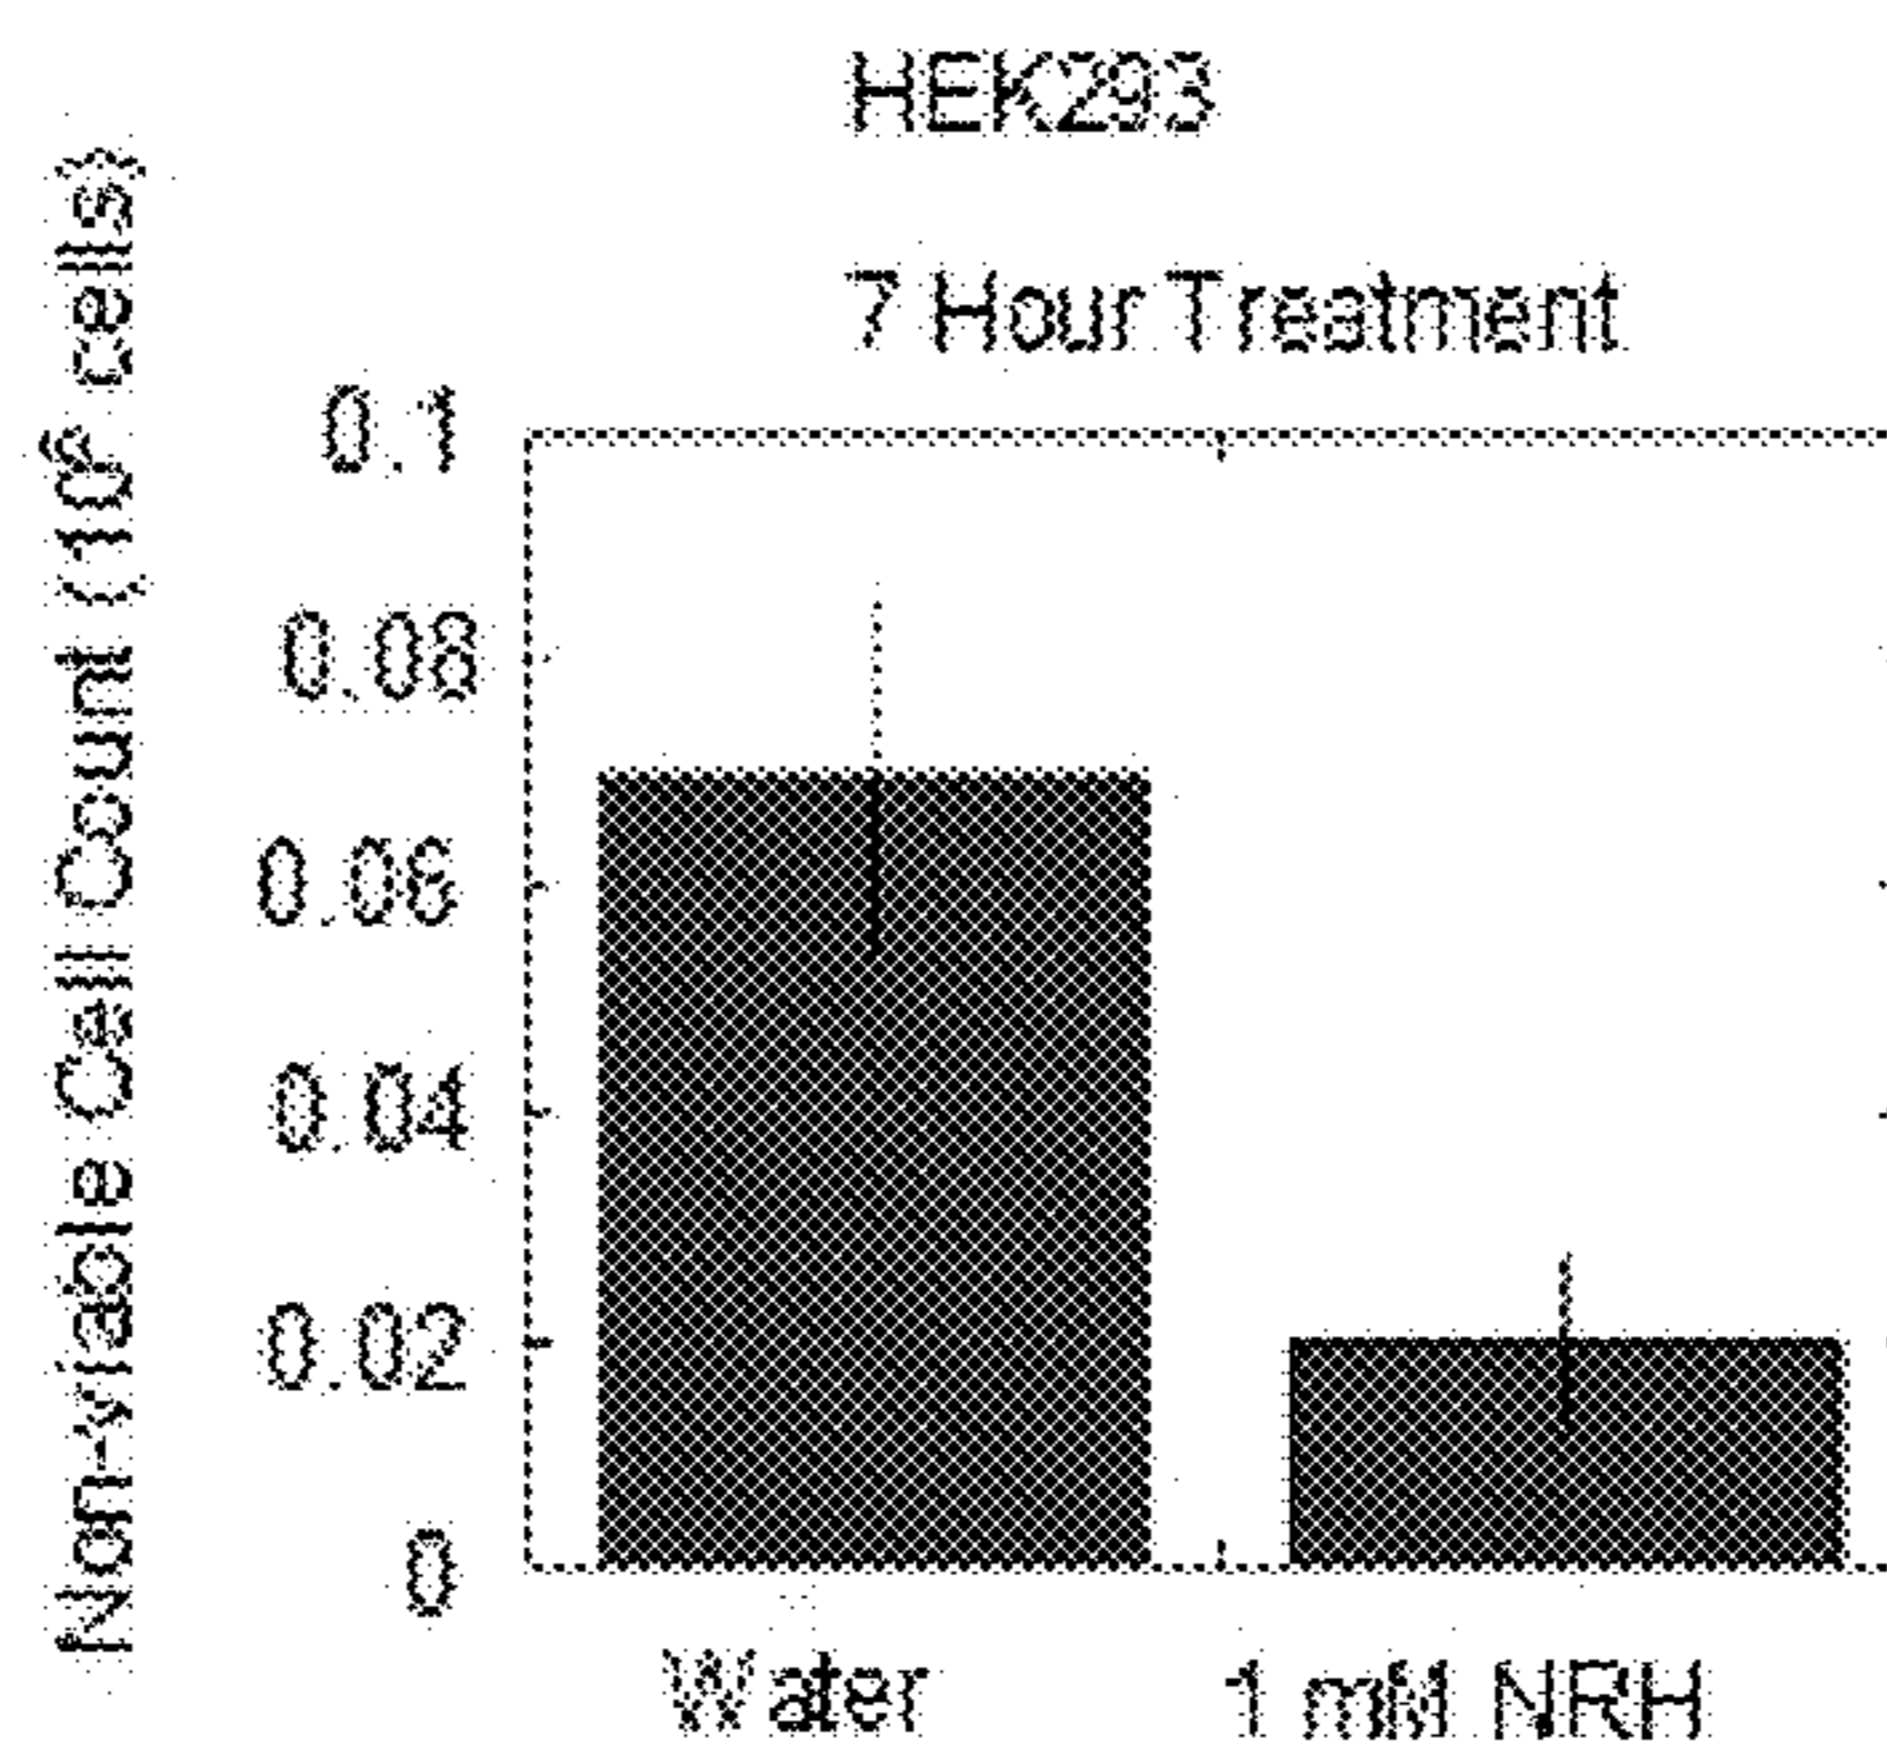 HEK293
7 Hour Treatment
Non-viable Cell Count (10⁶ cells)
0.1
0.08
0.06
0.04
0.02
0
Water
1 mM NRH